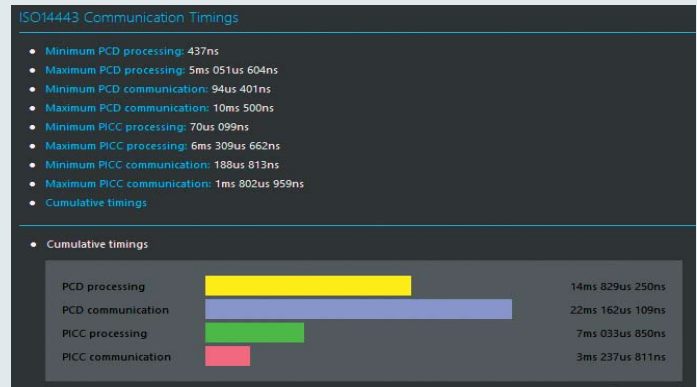 ISO14443 Communication Timings
Minimum PCD processing: 437ns
Maximum PCD processing: 5ms 051us 604ns
Minimum PCD communication: 94us 401ns
Maximum PCD communication: 10ms 500ns
Minimum PICC processing: 70us 099ns
Maximum PICC processing: 6ms 309us 662ns
Minimum PICC communication: 188us 813ns
Maximum PICC communication: 1ms 802us 959ns
Cumulative timings
Cumulative timings
PCD processing 14ms 829us 250ns
PCD communication 22ms 162us 109ns
PICC processing 7ms 033us 850ns
PICC communication 3ms 237us 811ns